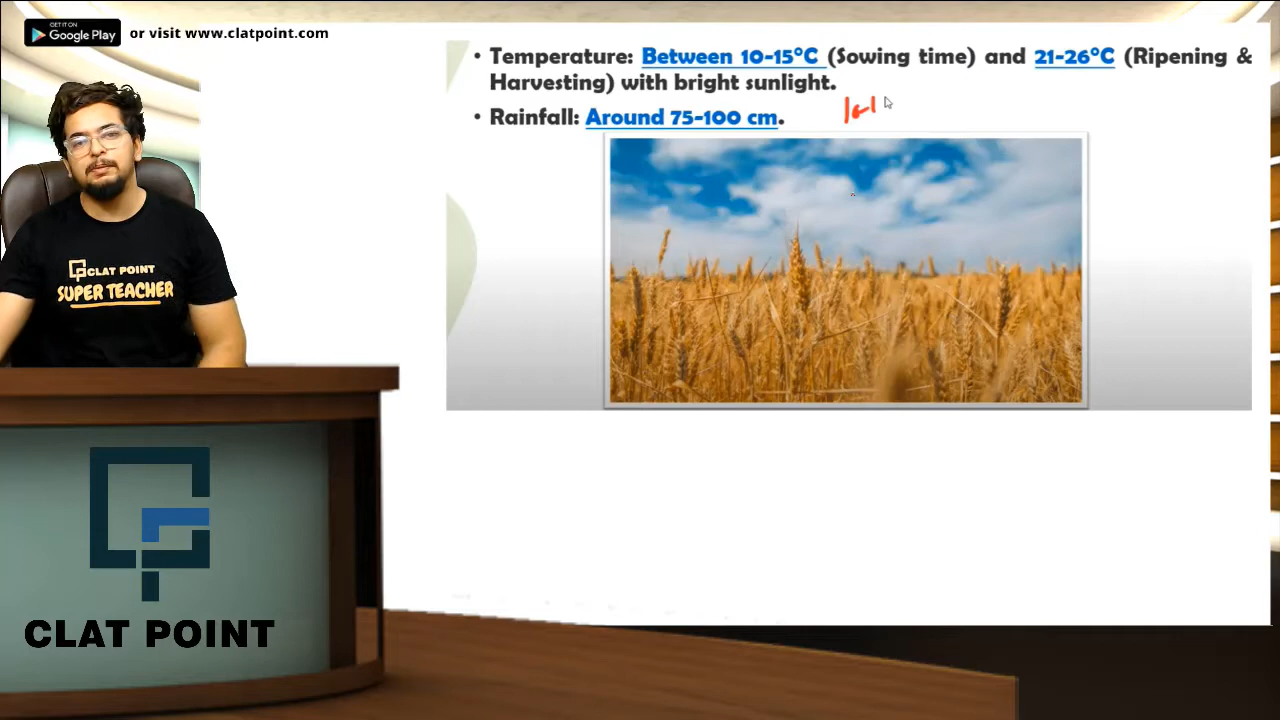 GET IT ON
Google Play
or visit www.clatpoint.com
• Temperature: Between 10-15°C (Sowing time) and 21-26°C (Ripening &
Harvesting) with bright sunlight.
• Rainfall: Around 75-100 cm.
CLAT POINT
SUPER TEACHER
CLAT POINT